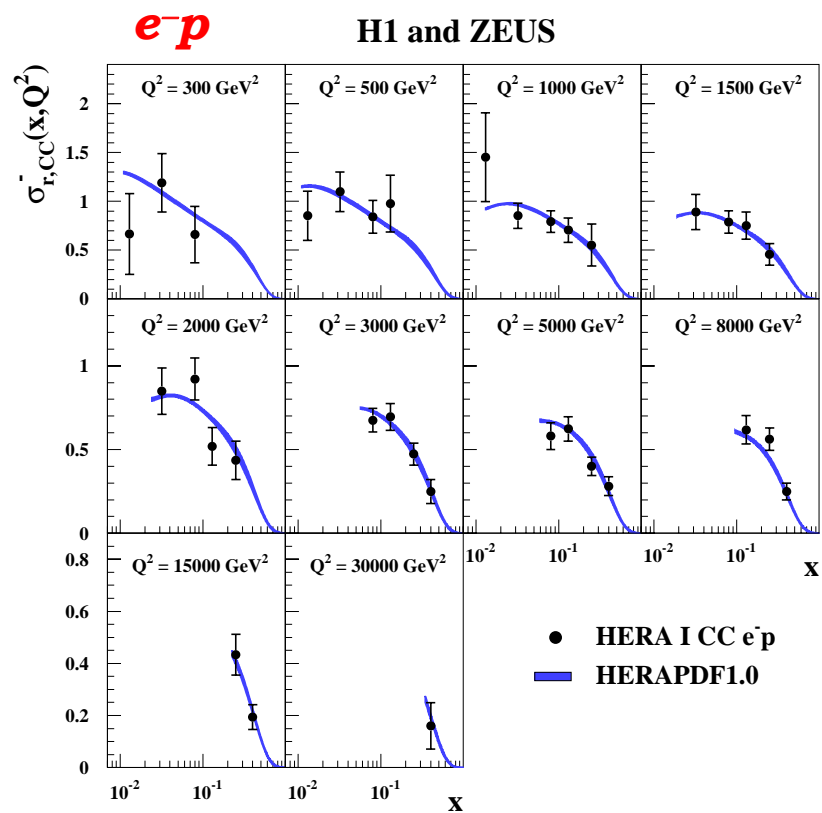 e⁻p
H1 and ZEUS
σ⁻r,CC(x,Q²)
Q² = 300 GeV²
Q² = 500 GeV²
Q² = 1000 GeV²
Q² = 1500 GeV²
2
1.5
1
0.5
0
Q² = 2000 GeV²
Q² = 3000 GeV²
Q² = 5000 GeV²
Q² = 8000 GeV²
1
0.5
0
10⁻² 10⁻¹ 10⁻² 10⁻¹
x
Q² = 15000 GeV²
Q² = 30000 GeV²
0.8
0.6
0.4
0.2
0
10⁻² 10⁻¹ 10⁻² 10⁻¹
x
HERA I CC e⁻p
HERAPDF1.0